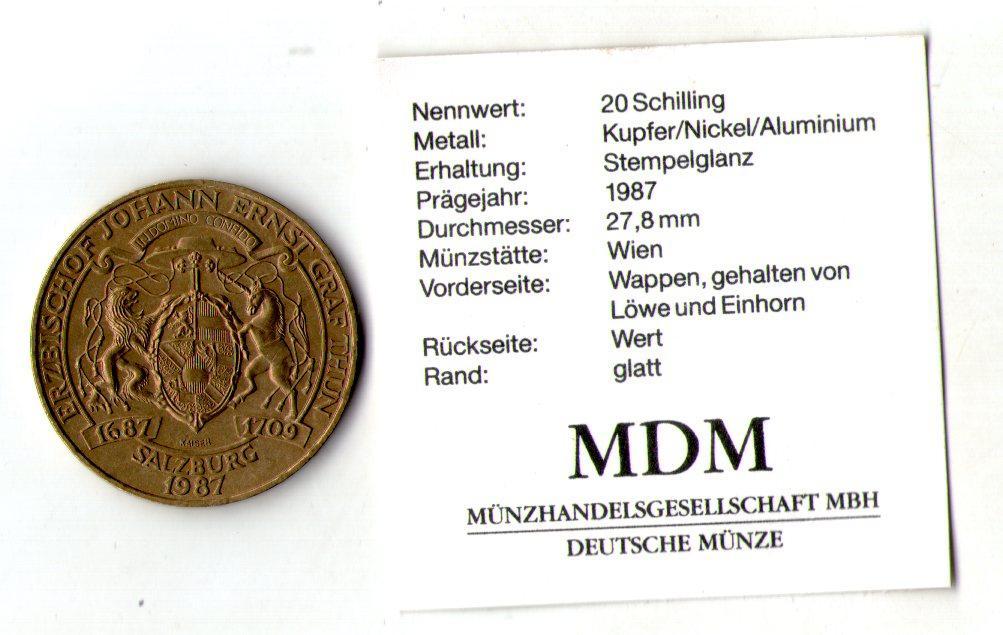 ERZBISCHOF JOHANN ERNST GRAF THUN
IN DOMINO CONFIDO
1687 1709
KAISER
SALZBURG
1987
Nennwert: 20 Schilling
Metall: Kupfer/Nickel/Aluminium
Erhaltung: Stempelglanz
Prägejahr: 1987
Durchmesser: 27,8 mm
Münzstätte: Wien
Vorderseite: Wappen, gehalten von
Löwe und Einhorn
Rückseite: Wert
Rand: glatt
MDM
MÜNZHANDELSGESELLSCHAFT MBH
DEUTSCHE MÜNZE